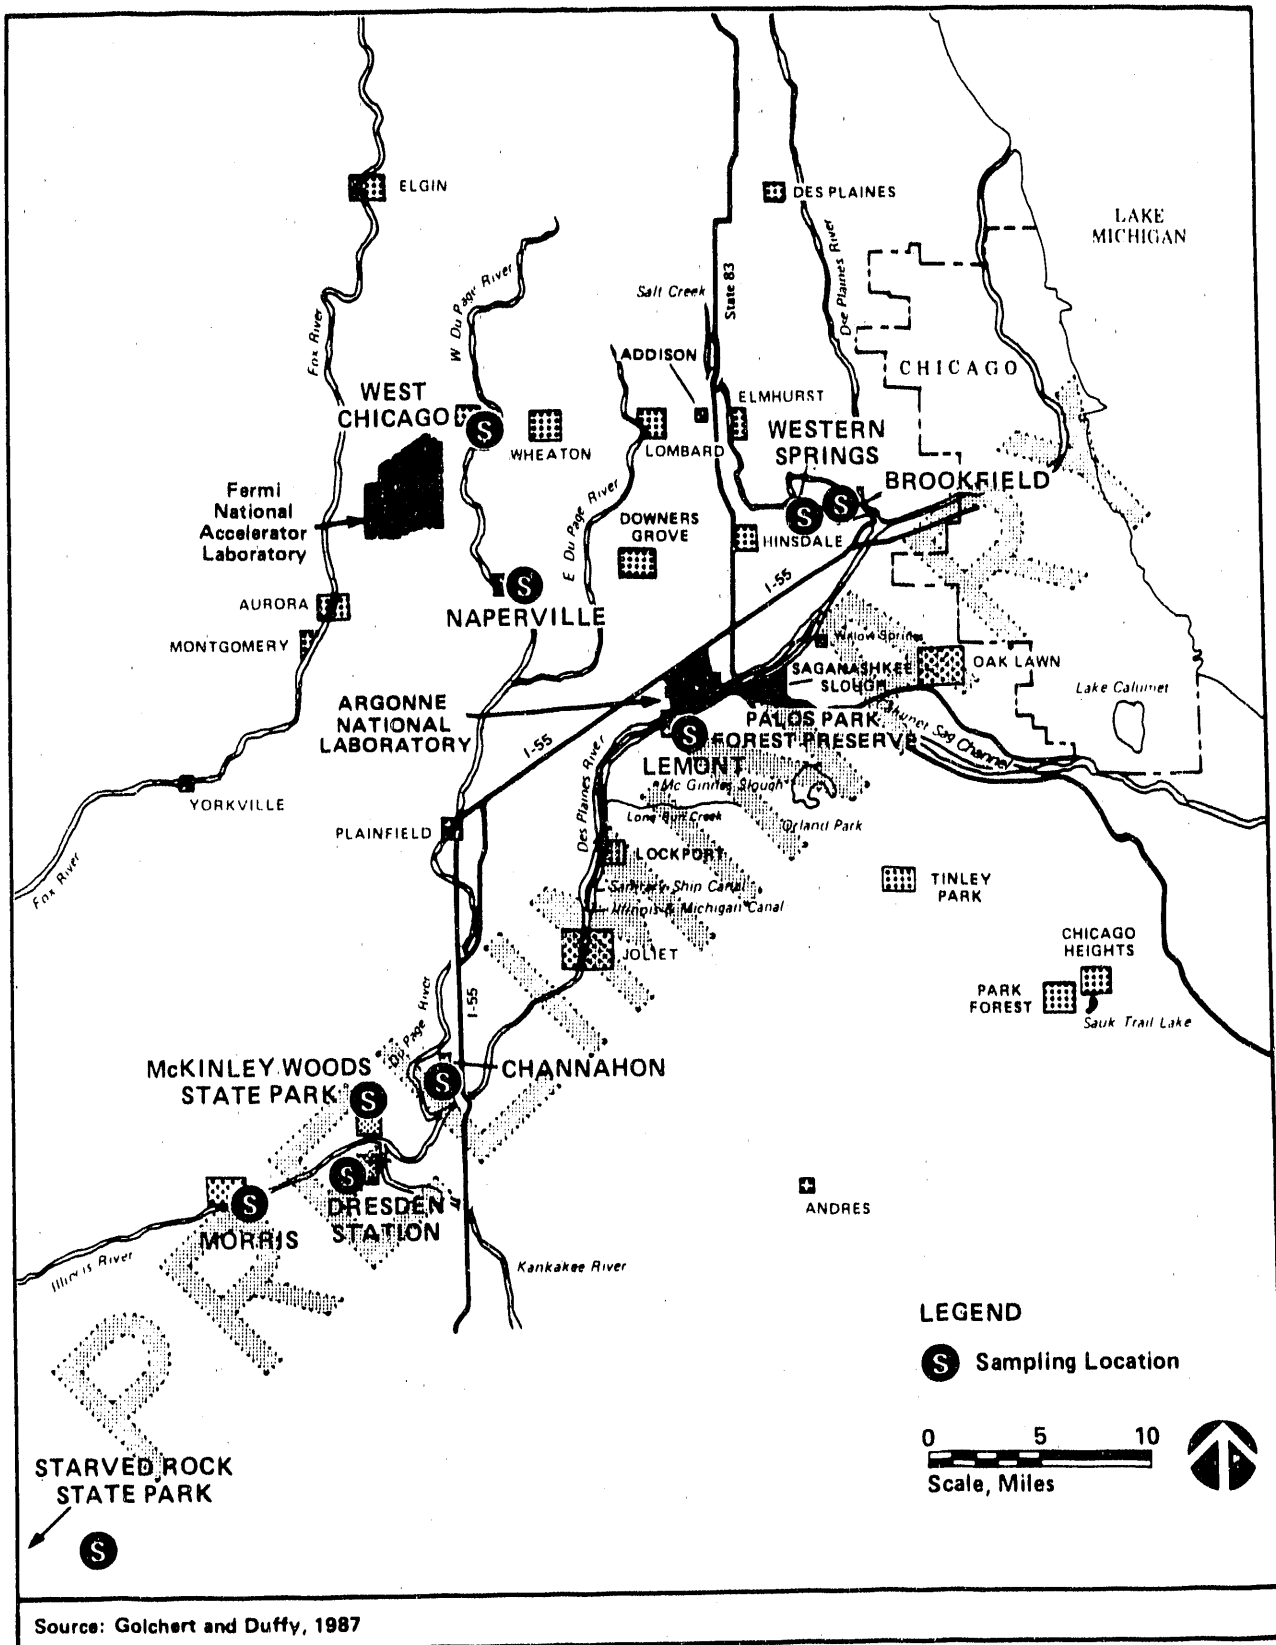 ELGIN
DES PLAINES
LAKE
MICHIGAN
W Du Page River
Salt Creek
State 83
Des Plaines River
Fox River
ADDISON
CHICAGO
WEST
CHICAGO
ELMHURST
WHEATON
LOMBARD
WESTERN
SPRINGS
BROOKFIELD
Fermi
National
Accelerator
Laboratory
E Du Page River
DOWNERS
GROVE
HINSDALE
I-55
AURORA
NAPERVILLE
MONTGOMERY
Willow Springs
SAGANASHKEE
SLOUGH
OAK LAWN
Lake Calumet
ARGONNE
NATIONAL
LABORATORY
I-55
PALOS PARK
FOREST PRESERVE
Calumet Sag Channel
LEMONT
Mc Ginnes Slough
Des Plaines River
Long Run Creek
Orland Park
YORKVILLE
PLAINFIELD
LOCKPORT
Fox River
Sanitary Ship Canal
Illinois & Michigan Canal
TINLEY
PARK
JOLIET
CHICAGO
HEIGHTS
PARK
FOREST
Sauk Trail Lake
I-55
Du Page River
McKINLEY WOODS
STATE PARK
CHANNAHON
S
S
S
S
S
S
S
S
S
DRESDEN
STATION
MORRIS
ANDRES
Illinois River
Kankakee River
PRELIMINARY
LEGEND
S Sampling Location
0 5 10
Scale, Miles
STARVED ROCK
STATE PARK
S
Source: Golchert and Duffy, 1987